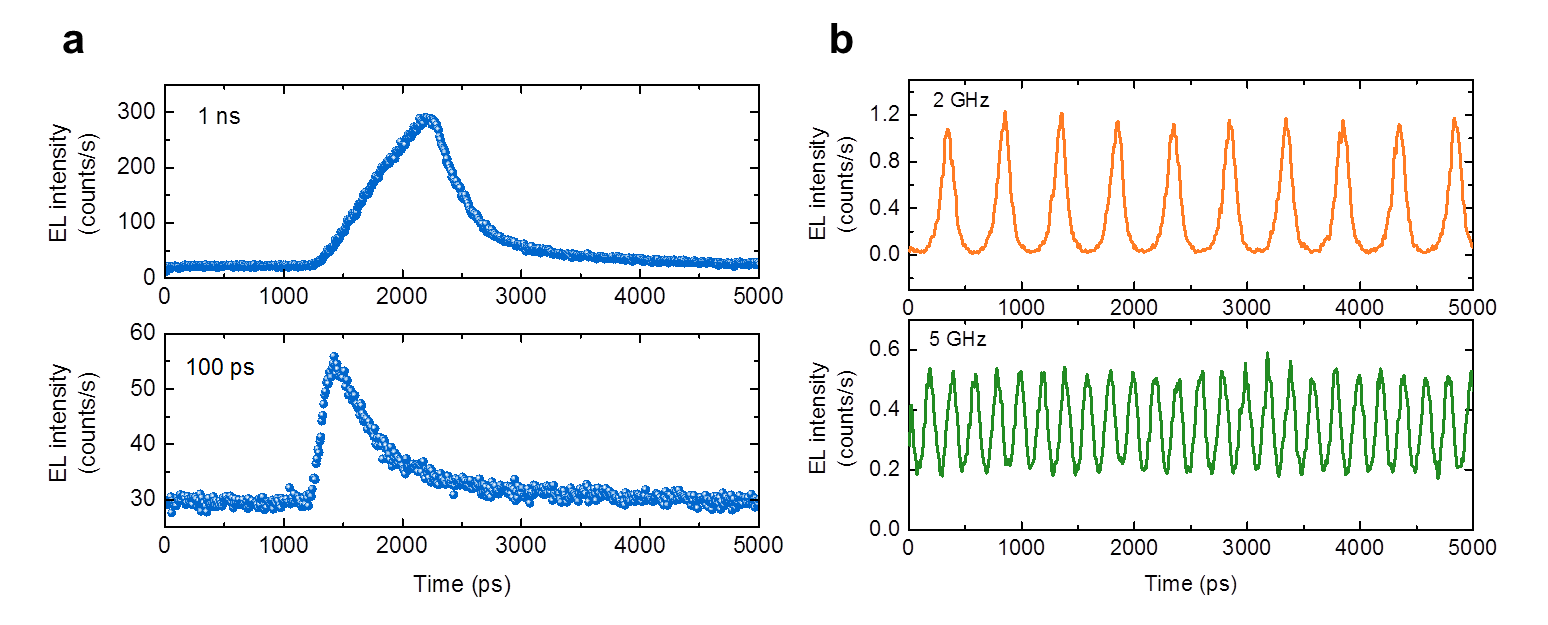 a
EL intensity
(counts/s)
1 ns
300
200
100
0
0 1000 2000 3000 4000 5000
EL intensity
(counts/s)
100 ps
60
50
40
30
0 1000 2000 3000 4000 5000
Time (ps)
b
EL intensity
(counts/s)
2 GHz
1.2
0.8
0.4
0.0
0 1000 2000 3000 4000 5000
EL intensity
(counts/s)
5 GHz
0.6
0.4
0.2
0.0
0 1000 2000 3000 4000 5000
Time (ps)